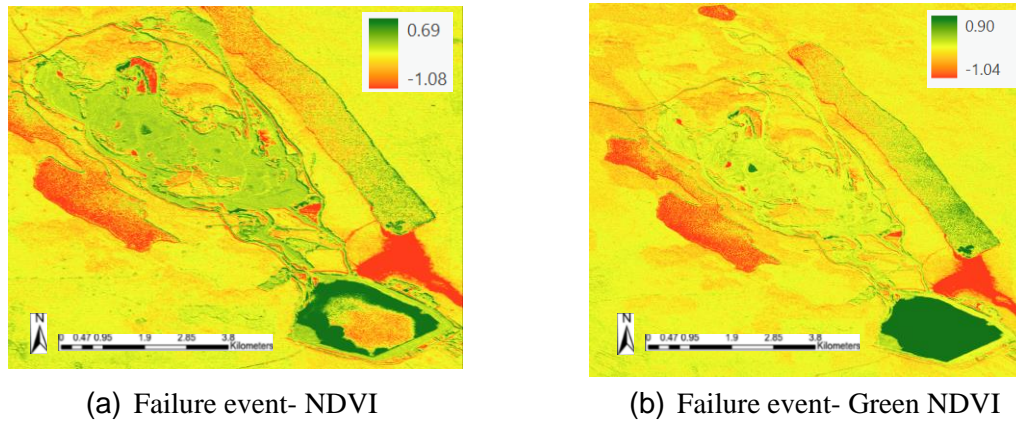 0.69
-1.08
N
0 0.47 0.95 1.9 2.85 3.8
Kilometers
(a) Failure event- NDVI
0.90
-1.04
N
0 0.47 0.95 1.9 2.85 3.8
Kilometers
(b) Failure event- Green NDVI